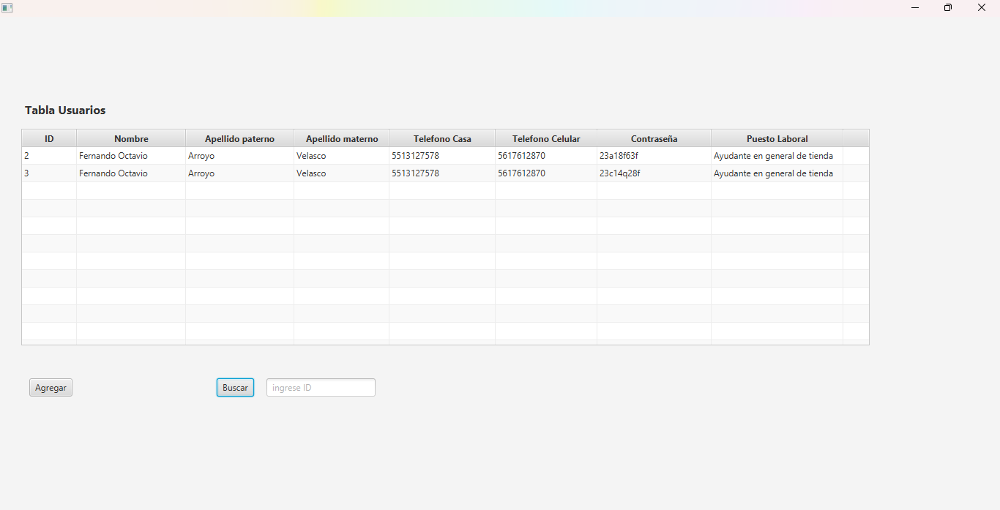 Tabla Usuarios
ID Nombre Apellido paterno Apellido materno Telefono Casa Telefono Celular Contraseña Puesto Laboral
2 Fernando Octavio Arroyo Velasco 5513127578 5617612870 23a18f63f Ayudante en general de tienda
3 Fernando Octavio Arroyo Velasco 5513127578 5617612870 23c14q28f Ayudante en general de tienda
Agregar Buscar ingrese ID